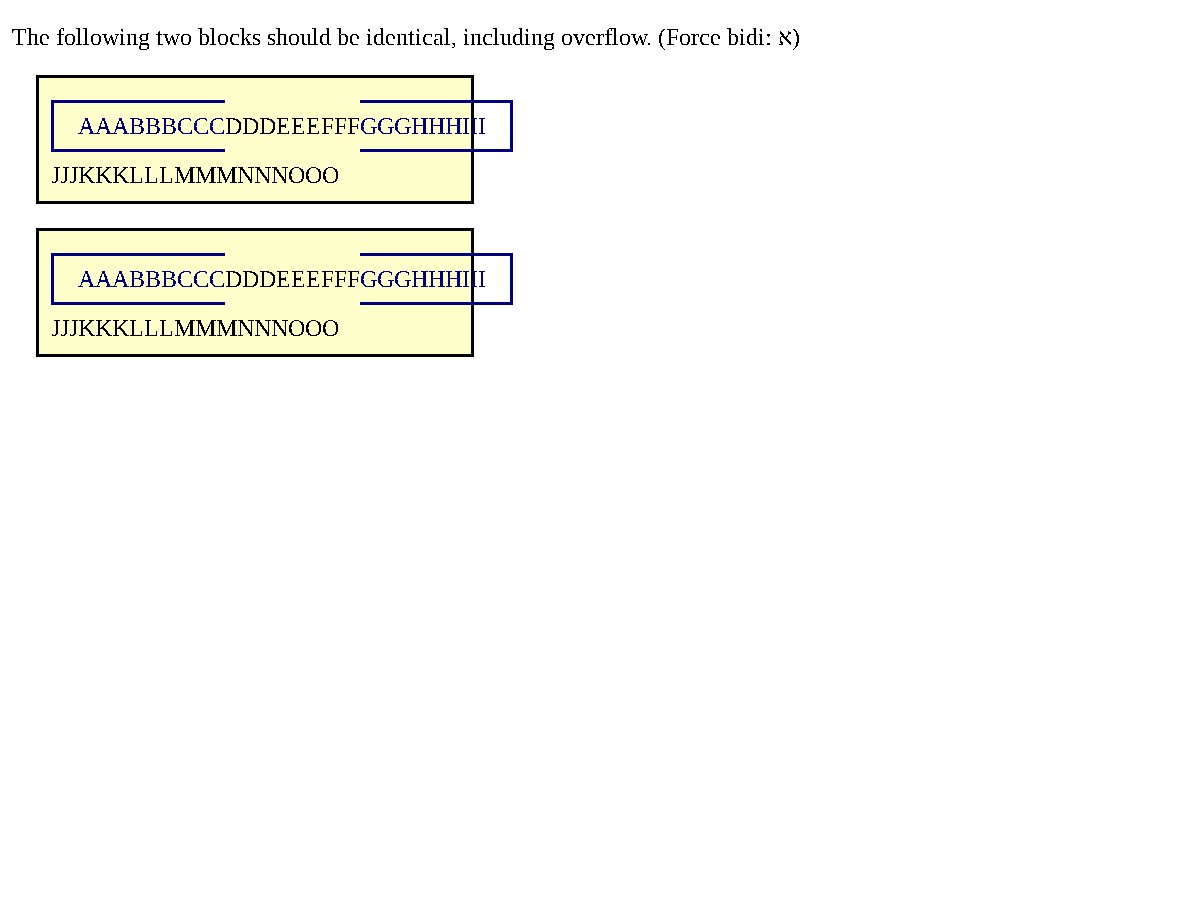 The following two blocks should be identical, including overflow. (Force bidi: א)
AAABBBCCCDDDEEEFFFGGGHHHIII
JJJKKKLLLMMMNNNOOO
AAABBBCCCDDDEEEFFFGGGHHHIII
JJJKKKLLLMMMNNNOOO